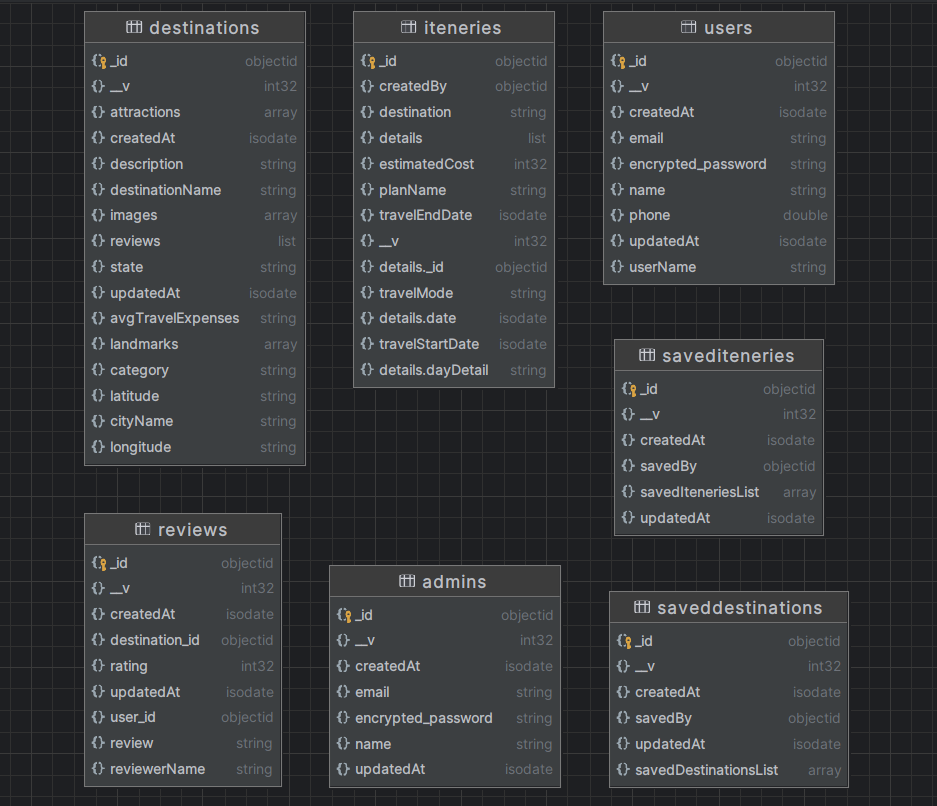 destinations
_id objectid
__v int32
attractions array
createdAt isodate
description string
destinationName string
images array
reviews list
state string
updatedAt isodate
avgTravelExpenses string
landmarks array
category string
latitude string
cityName string
longitude string
iteneries
_id objectid
createdBy objectid
destination string
details list
estimatedCost int32
planName string
travelEndDate isodate
__v int32
details._id objectid
travelMode string
details.date isodate
travelStartDate isodate
details.dayDetail string
users
_id objectid
__v int32
createdAt isodate
email string
encrypted_password string
name string
phone double
updatedAt isodate
userName string
savediteneries
_id objectid
__v int32
createdAt isodate
savedBy objectid
savedIteneriesList array
updatedAt isodate
reviews
_id objectid
__v int32
createdAt isodate
destination_id objectid
rating int32
updatedAt isodate
user_id objectid
review string
reviewerName string
admins
_id objectid
__v int32
createdAt isodate
email string
encrypted_password string
name string
updatedAt isodate
saveddestinations
_id objectid
__v int32
createdAt isodate
savedBy objectid
updatedAt isodate
savedDestinationsList array